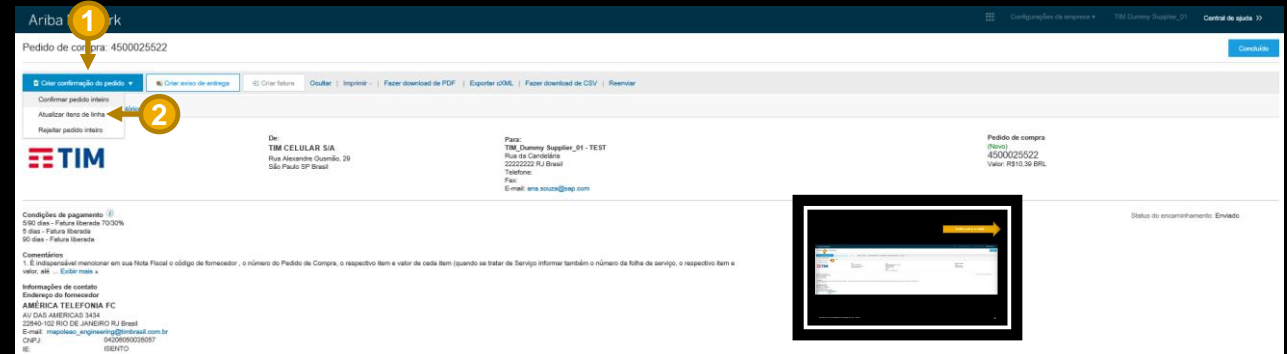 Ariba
rk
Configurações da empresa
TIM Dummy Supplier_01
Central de ajuda
1
Pedido de compra: 4500025522
Concluído
Criar confirmação do pedido
Criar aviso de entrega
Criar fatura
Ocultar | Imprimir | Fazer download de PDF | Exportar cXML | Fazer download de CSV | Reenviar
Confirmar pedido inteiro
Atualizar itens de linha
2
Rejeitar pedido inteiro
TIM
De:
TIM CELULAR S/A
Rua Alexandre Gusmão, 29
São Paulo SP Brasil
Para:
TIM_Dummy Supplier_01 - TEST
Rua da Candelária
22222222 RJ Brasil
Telefone:
Fax:
E-mail: ana.souza@sap.com
Pedido de compra
(Novo)
4500025522
Valor: R$10,39 BRL
Condições de pagamento
5/90 dias - Fatura liberada 70/30%
5 dias - Fatura liberada
90 dias - Fatura liberada
Status do encaminhamento: Enviado
Comentários
1. É indispensável mencionar em sua Nota Fiscal o código de fornecedor , o número do Pedido de Compra, o respectivo item e valor de cada item (quando se tratar de Serviço informar também o número da folha de serviço, o respectivo item e
valor, até ... Exibir mais »
Informações de contato
Endereço do fornecedor
AMÉRICA TELEFONIA FC
AV DAS AMERICAS 3434
22640-102 RIO DE JANEIRO RJ Brasil
E-mail: mapoleao_engineering@timbrasil.com.br
CNPJ: 04206050038057
IE: ISENTO